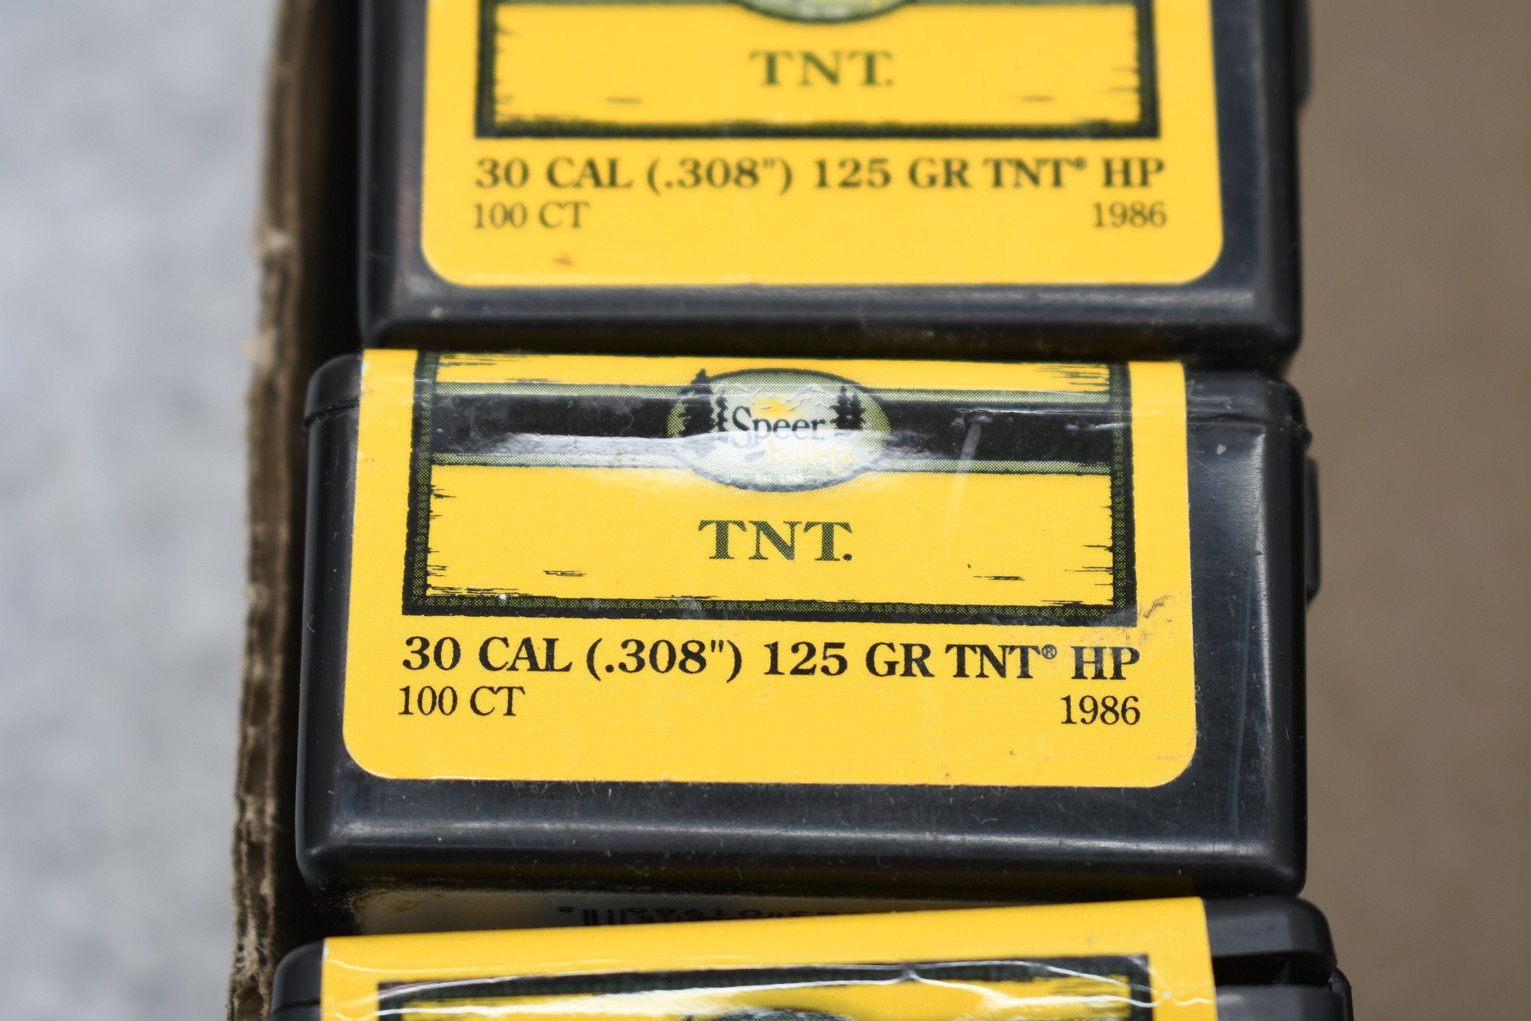 TNT.
30 CAL (.308") 125 GR TNT® HP
100 CT 1986
Speer
bullets
TNT.
30 CAL (.308") 125 GR TNT® HP
100 CT 1986